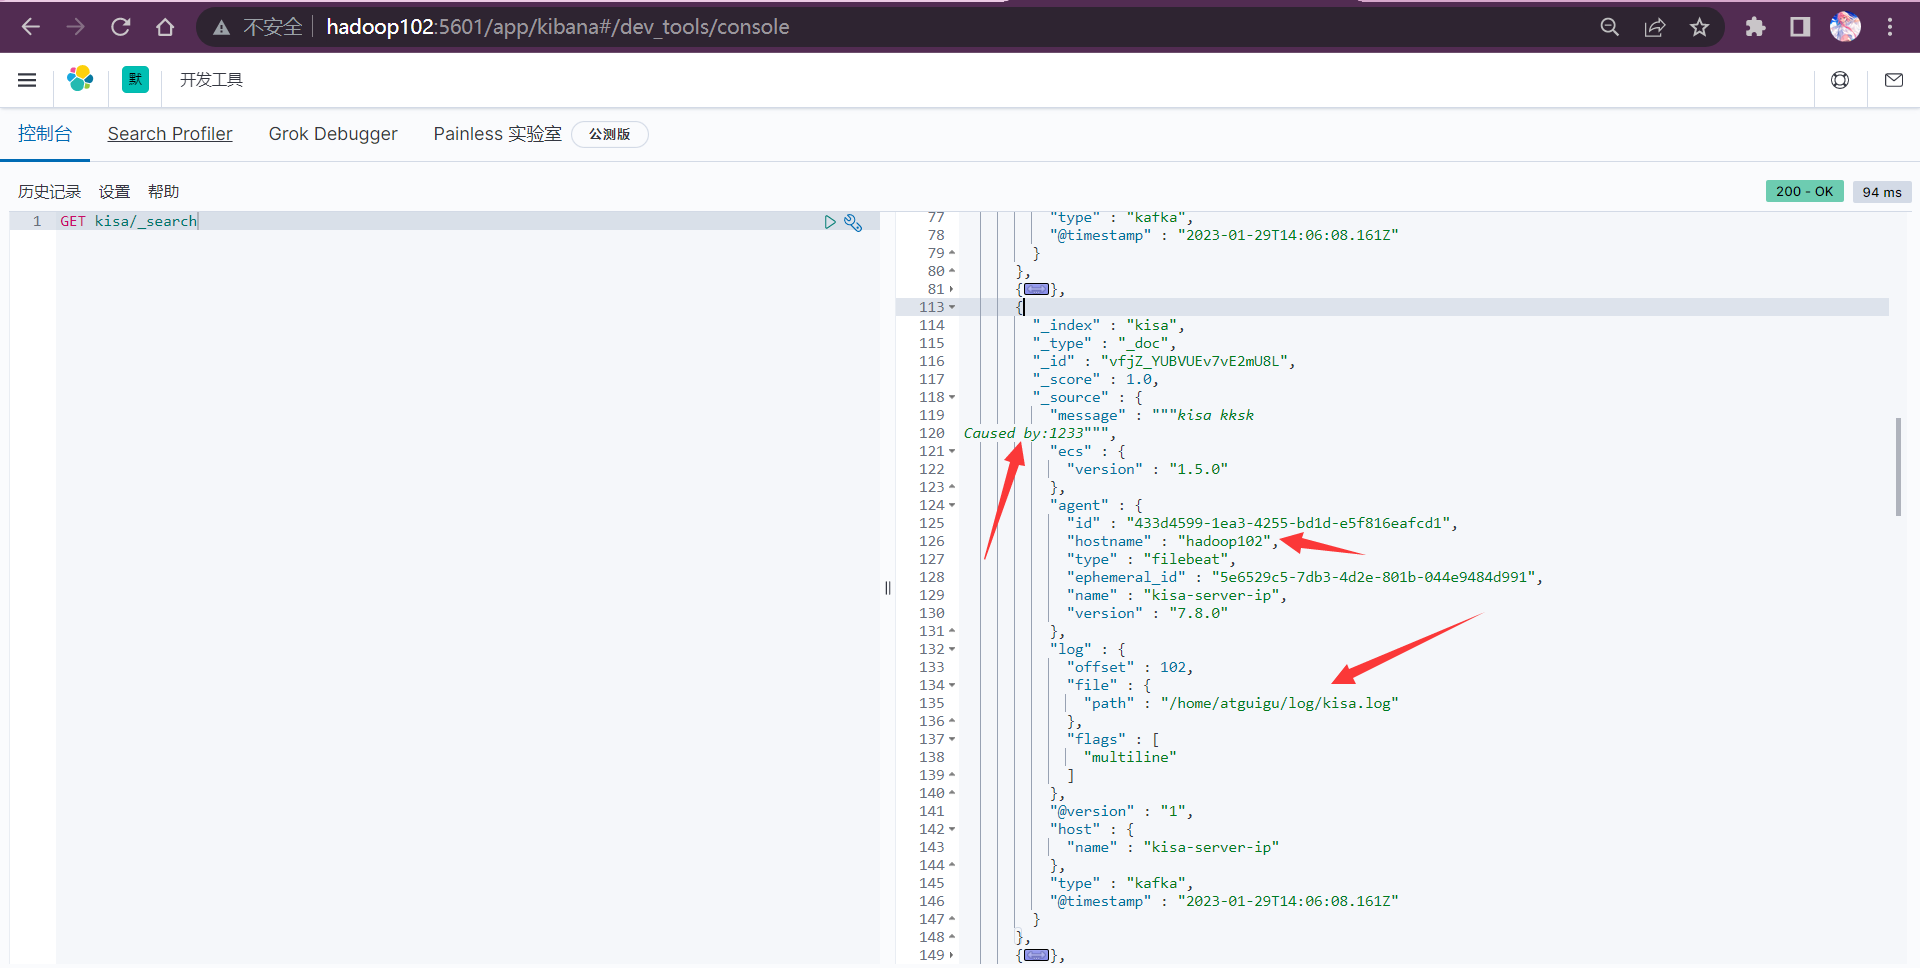 不安全 hadoop102:5601/app/kibana#/dev_tools/console
默 开发工具
控制台 Search Profiler Grok Debugger Painless 实验室 公测版
历史记录 设置 帮助 200 - OK 94 ms
1 GET kisa/_search
77 "type" : "kafka",
78 "@timestamp" : "2023-01-29T14:06:08.161Z"
79 }
80 },
81 {},
113 {
114 "_index" : "kisa",
115 "_type" : "_doc",
116 "_id" : "vfjZ_YUBVUEv7vE2mU8L",
117 "_score" : 1.0,
118 "_source" : {
119 "message" : """kisa kksk
120 Caused by:1233""",
121 "ecs" : {
122 "version" : "1.5.0"
123 },
124 "agent" : {
125 "id" : "433d4599-1ea3-4255-bd1d-e5f816eafcd1",
126 "hostname" : "hadoop102",
127 "type" : "filebeat",
128 "ephemeral_id" : "5e6529c5-7db3-4d2e-801b-044e9484d991",
129 "name" : "kisa-server-ip",
130 "version" : "7.8.0"
131 },
132 "log" : {
133 "offset" : 102,
134 "file" : {
135 "path" : "/home/atguigu/log/kisa.log"
136 },
137 "flags" : [
138 "multiline"
139 ]
140 },
141 "@version" : "1",
142 "host" : {
143 "name" : "kisa-server-ip"
144 },
145 "type" : "kafka",
146 "@timestamp" : "2023-01-29T14:06:08.161Z"
147 }
148 },
149 {},